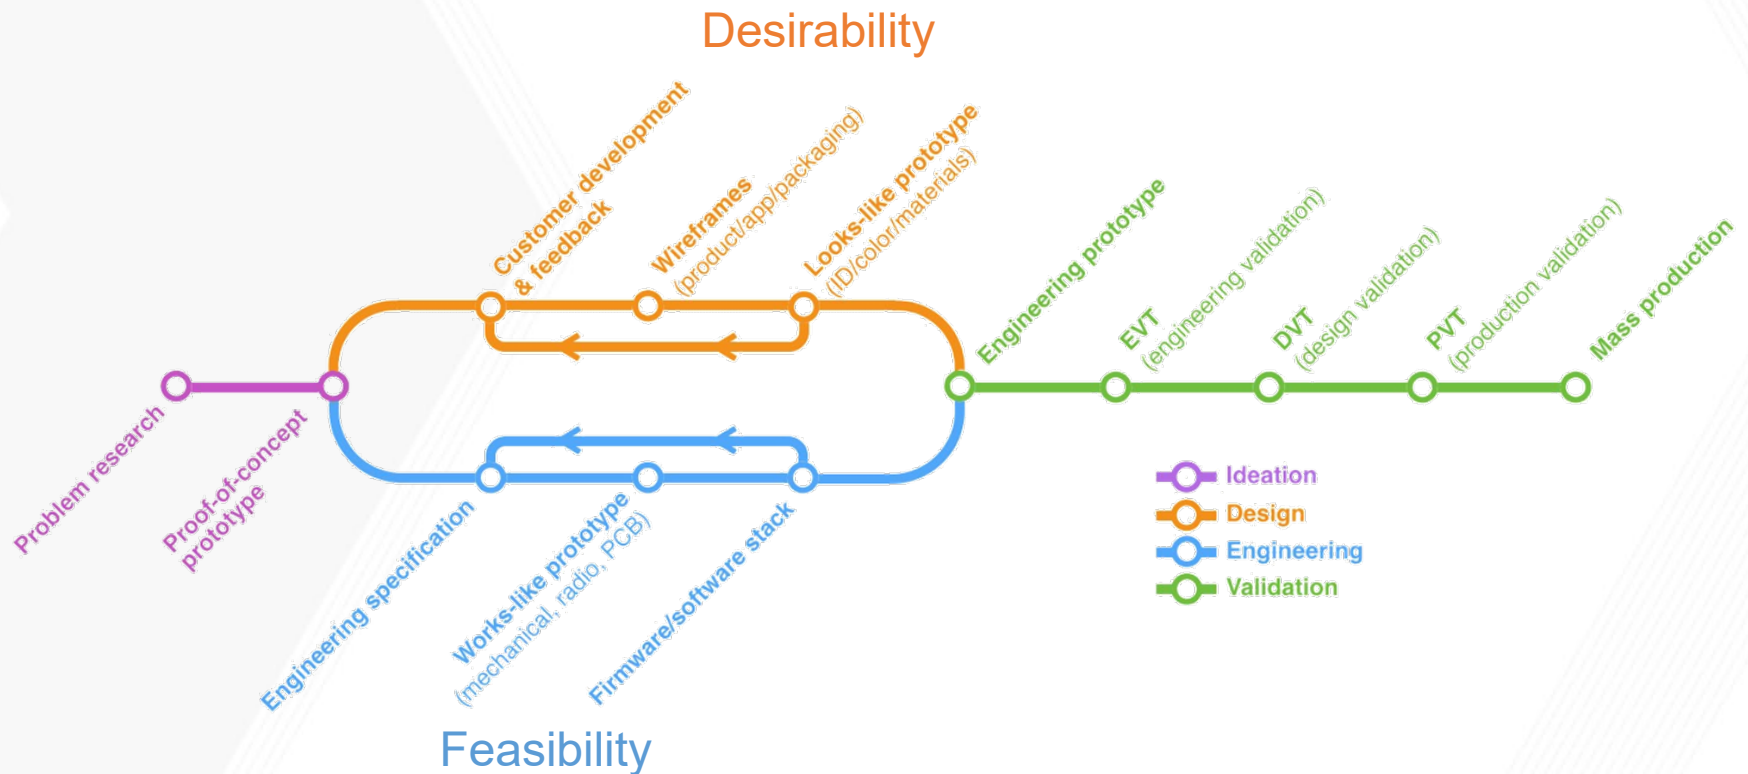 Desirability
Customer development
& feedback
Wireframes
(product/app/packaging)
Looks-like prototype
(ID/color/materials)
Engineering prototype
EVT
(engineering validation)
DVT
(design validation)
PVT
(production validation)
Mass production
Problem research
Proof-of-concept
prototype
Engineering specification
Works-like prototype
(mechanical, radio, PCB)
Firmware/software stack
Ideation
Design
Engineering
Validation
Feasibility